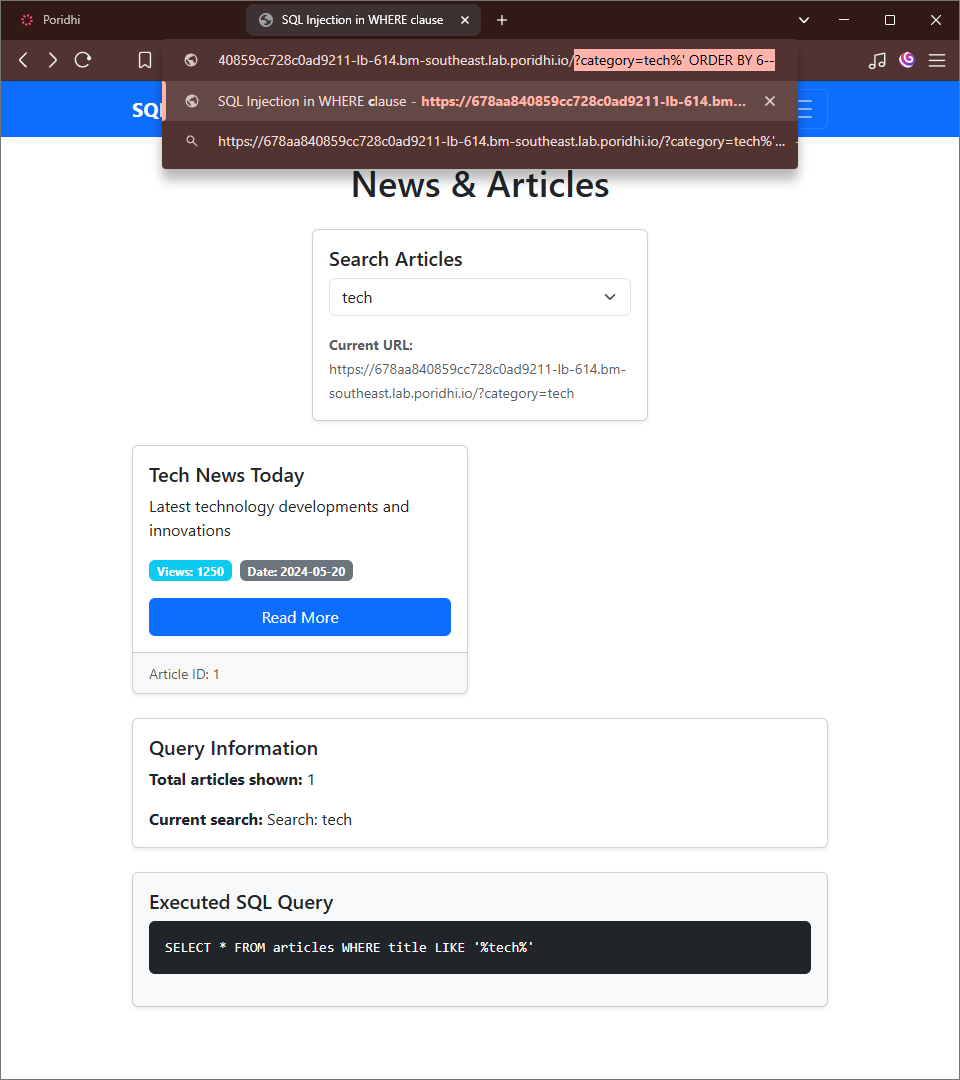 Poridhi
SQL Injection in WHERE clause
40859cc728c0ad9211-lb-614.bm-southeast.lab.poridhi.io/?category=tech%' ORDER BY 6--
SQL Injection in WHERE clause - https://678aa840859cc728c0ad9211-lb-614.bm...
https://678aa840859cc728c0ad9211-lb-614.bm-southeast.lab.poridhi.io/?category=tech%'...
SQL
News & Articles
Search Articles
tech
Current URL:
https://678aa840859cc728c0ad9211-lb-614.bm-
southeast.lab.poridhi.io/?category=tech
Tech News Today
Latest technology developments and
innovations
Views: 1250 Date: 2024-05-20
Read More
Article ID: 1
Query Information
Total articles shown: 1
Current search: Search: tech
Executed SQL Query
SELECT * FROM articles WHERE title LIKE '%tech%'